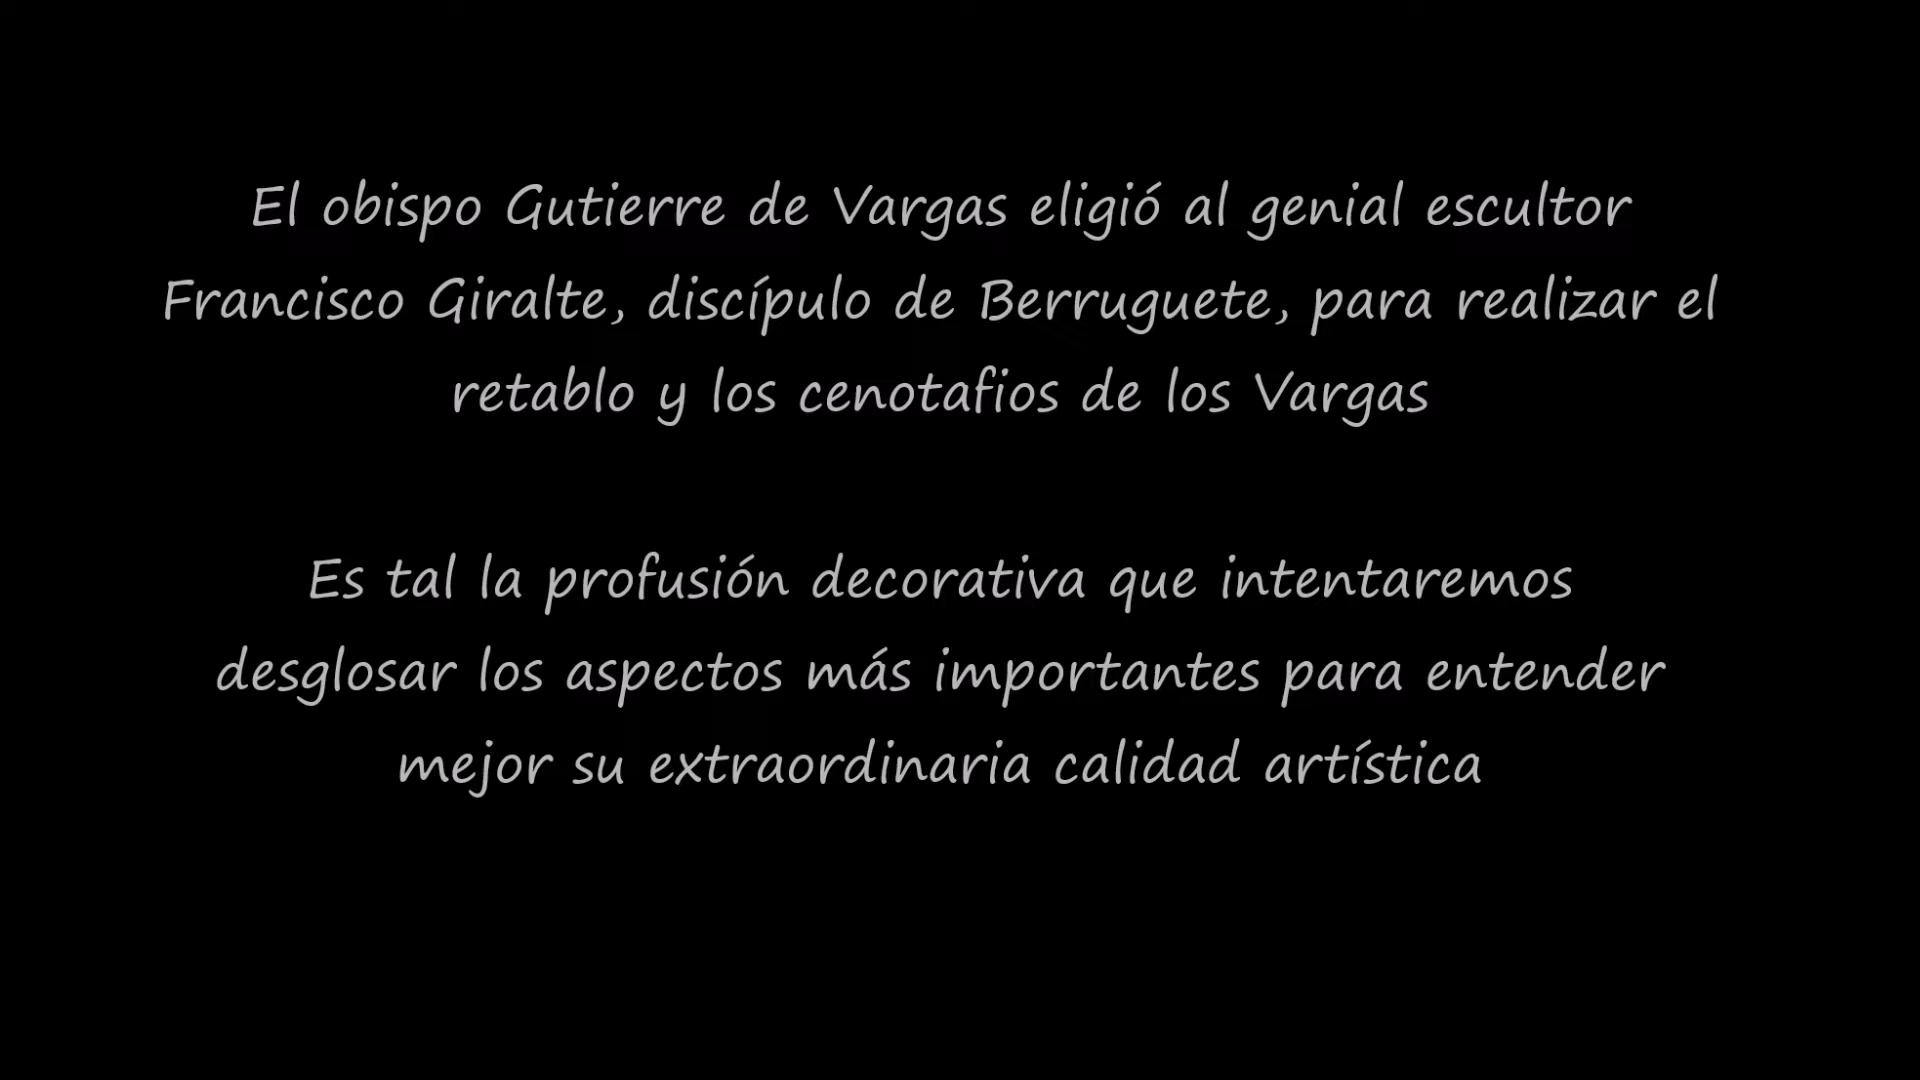 El obispo Gutierre de Vargas eligió al genial escultor
Francisco Giralte, discípulo de Berruguete, para realizar el
retablo y los cenotafios de los Vargas
Es tal la profusión decorativa que intentaremos
desglosar los aspectos más importantes para entender
mejor su extraordinaria calidad artística